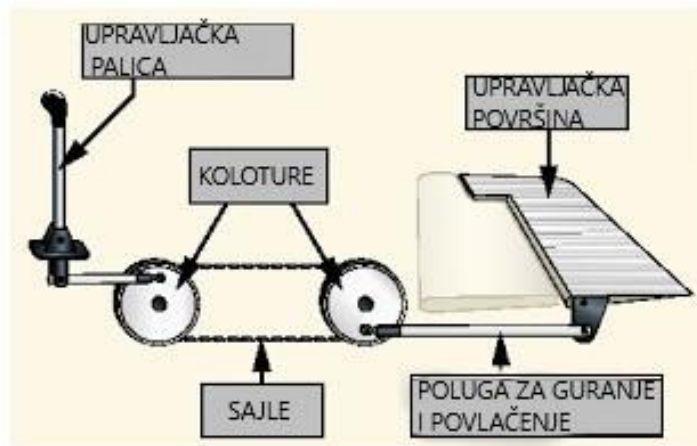 UPRAVLJAČKA
PALICA
UPRAVLJAČKA
POVRŠINA
KOLOTURE
SAJLE
POLUGA ZA GURANJE
I POVLAČENJE